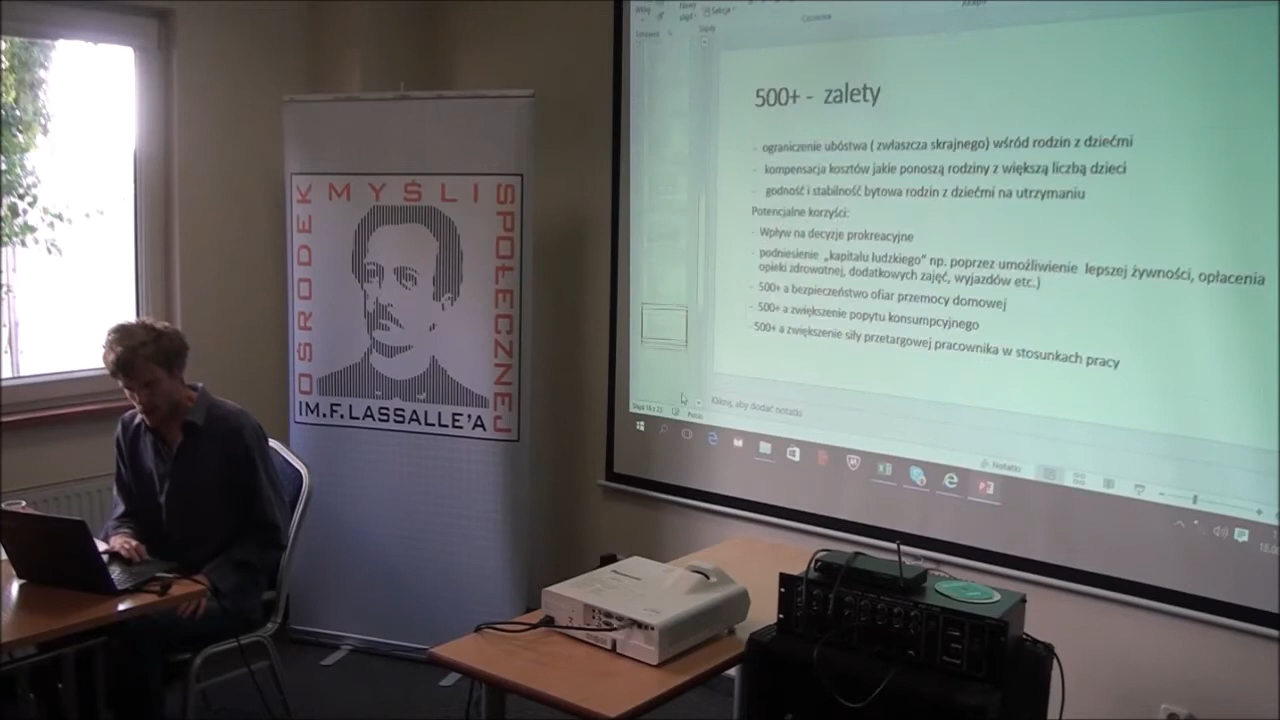 OŚRODEK
MYŚLI
SPOŁECZNEJ
IM.F.LASSALLE'A
500+ - zalety
- ograniczenie ubóstwa ( zwłaszcza skrajnego) wśród rodzin z dziećmi
- kompensacja kosztów jakie ponoszą rodziny z większą liczbą dzieci
- godność i stabilność bytowa rodzin z dziećmi na utrzymaniu
Potencjalne korzyści:
- Wpływ na decyzje prokreacyjne
- podniesienie „kapitału ludzkiego" np. poprzez umożliwienie lepszej żywności, opłacenia
opieki zdrowotnej, dodatkowych zajęć, wyjazdów etc.)
- 500+ a bezpieczeństwo ofiar przemocy domowej
- 500+ a zwiększenie popytu konsumpcyjnego
- 500+ a zwiększenie siły przetargowej pracownika w stosunkach pracy
Kliknij, aby dodać notatki
Notatki